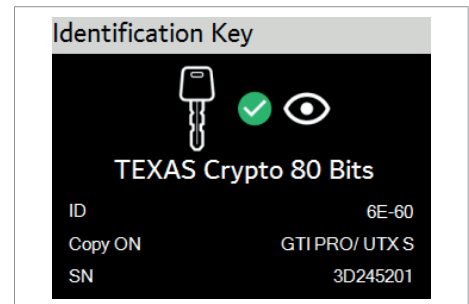 Identification Key
TEXAS Crypto 80 Bits
ID 6E-60
Copy ON GTI PRO/ UTX S
SN 3D245201